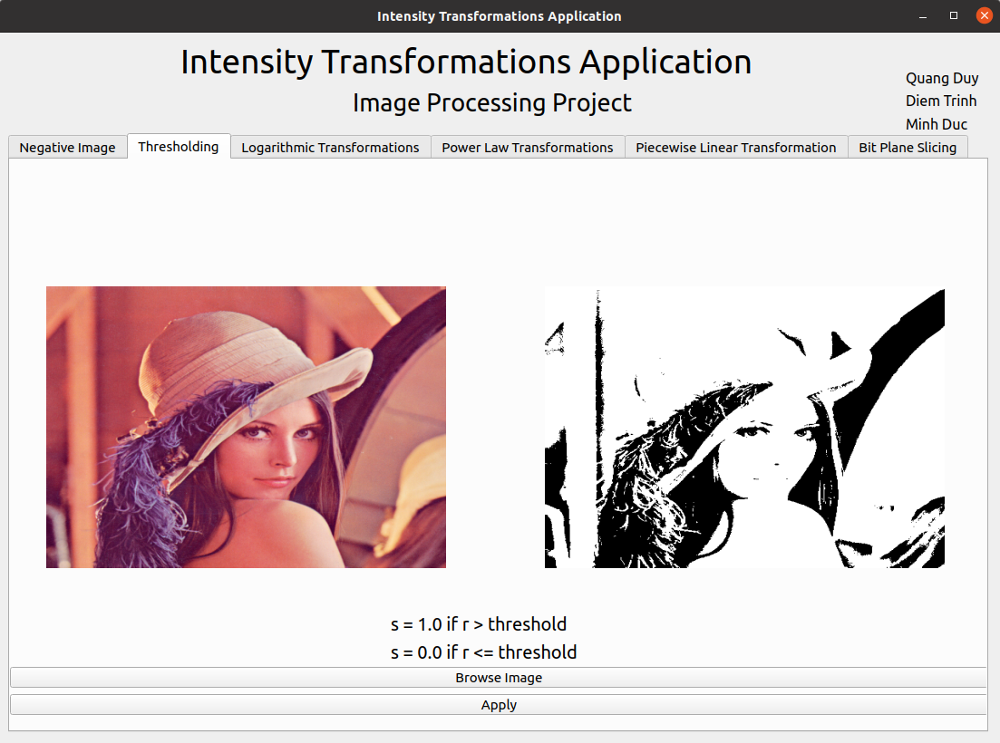 Intensity Transformations Application
Intensity Transformations Application
Image Processing Project
Quang Duy
Diem Trinh
Minh Duc
Negative Image
Thresholding
Logarithmic Transformations
Power Law Transformations
Piecewise Linear Transformation
Bit Plane Slicing
s = 1.0 if r > threshold
s = 0.0 if r <= threshold
Browse Image
Apply